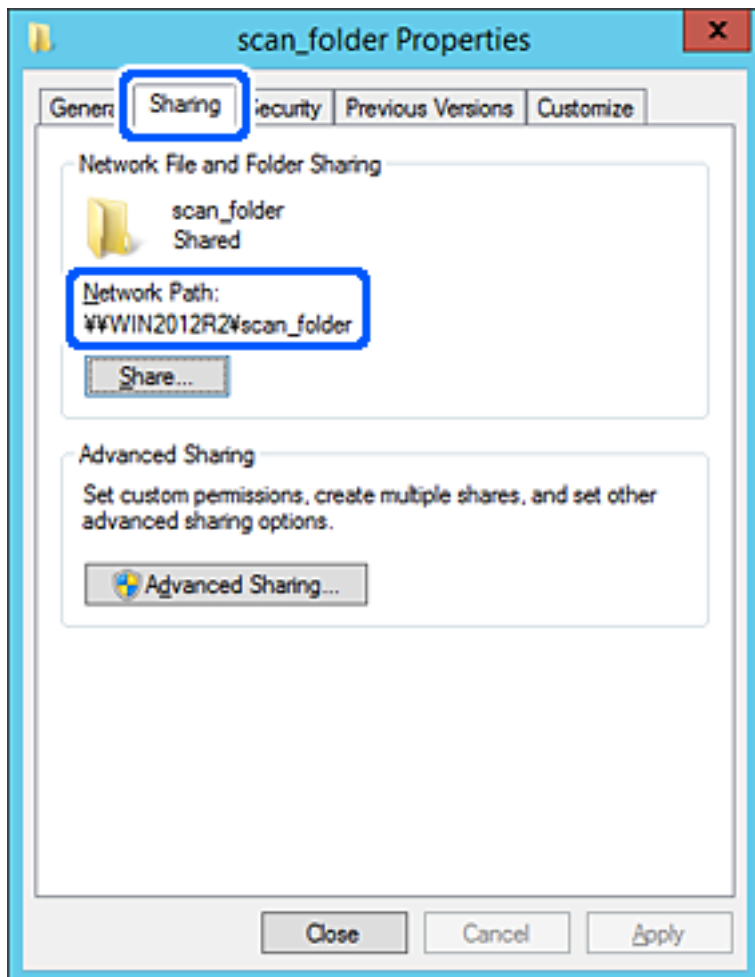 scan_folder Properties
x
Genera Sharing Security Previous Versions Customize
Network File and Folder Sharing
scan_folder
Shared
Network Path:
¥¥WIN2012R2¥scan_folder
Share...
Advanced Sharing
Set custom permissions, create multiple shares, and set other
advanced sharing options.
Advanced Sharing...
Close Cancel Apply